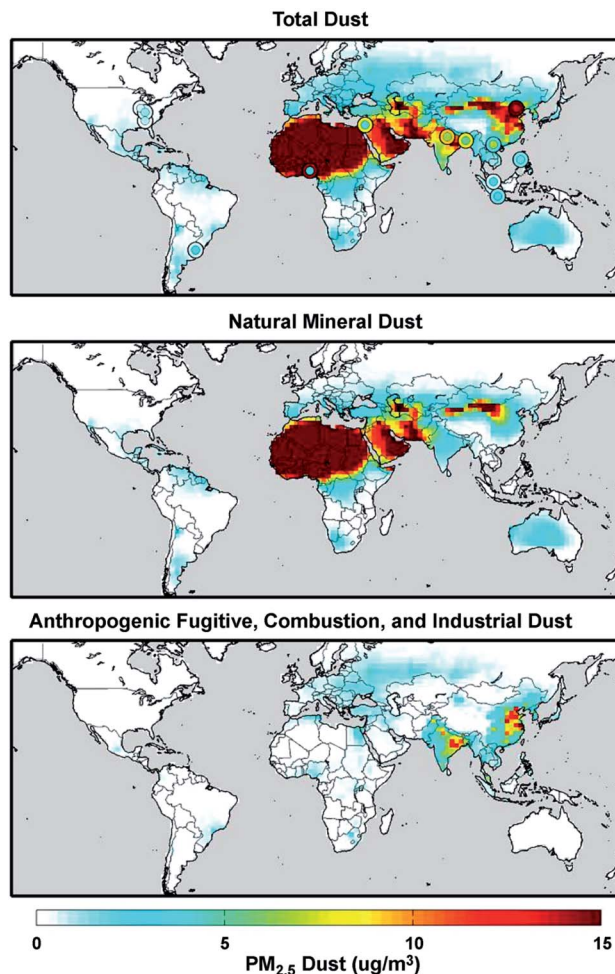 Total Dust
Natural Mineral Dust
Anthropogenic Fugitive, Combustion, and Industrial Dust
0 5 10 15
PM2.5 Dust (ug/m³)